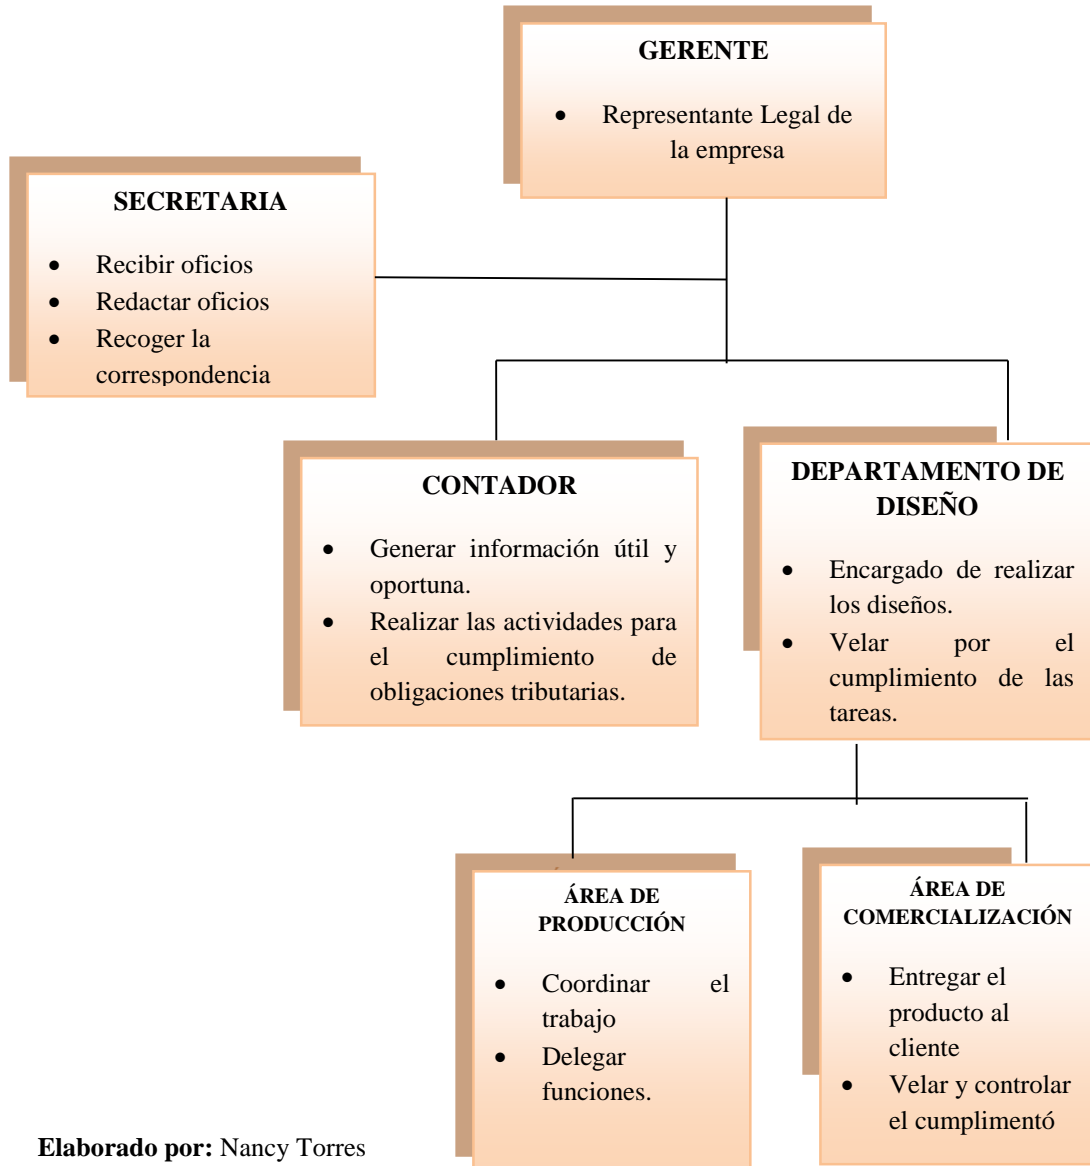 GERENTE
• Representante Legal de
la empresa
SECRETARIA
• Recibir oficios
• Redactar oficios
• Recoger la
correspondencia
CONTADOR
• Generar información útil y
oportuna.
• Realizar las actividades para
el cumplimiento de
obligaciones tributarias.
DEPARTAMENTO DE
DISEÑO
• Encargado de realizar
los diseños.
• Velar por el
cumplimiento de las
tareas.
ÁREA DE
PRODUCCIÓN
• Coordinar el
trabajo
• Delegar
funciones.
ÁREA DE
COMERCIALIZACIÓN
• Entregar el
producto al
cliente
• Velar y controlar
el cumplimentó
Elaborado por: Nancy Torres